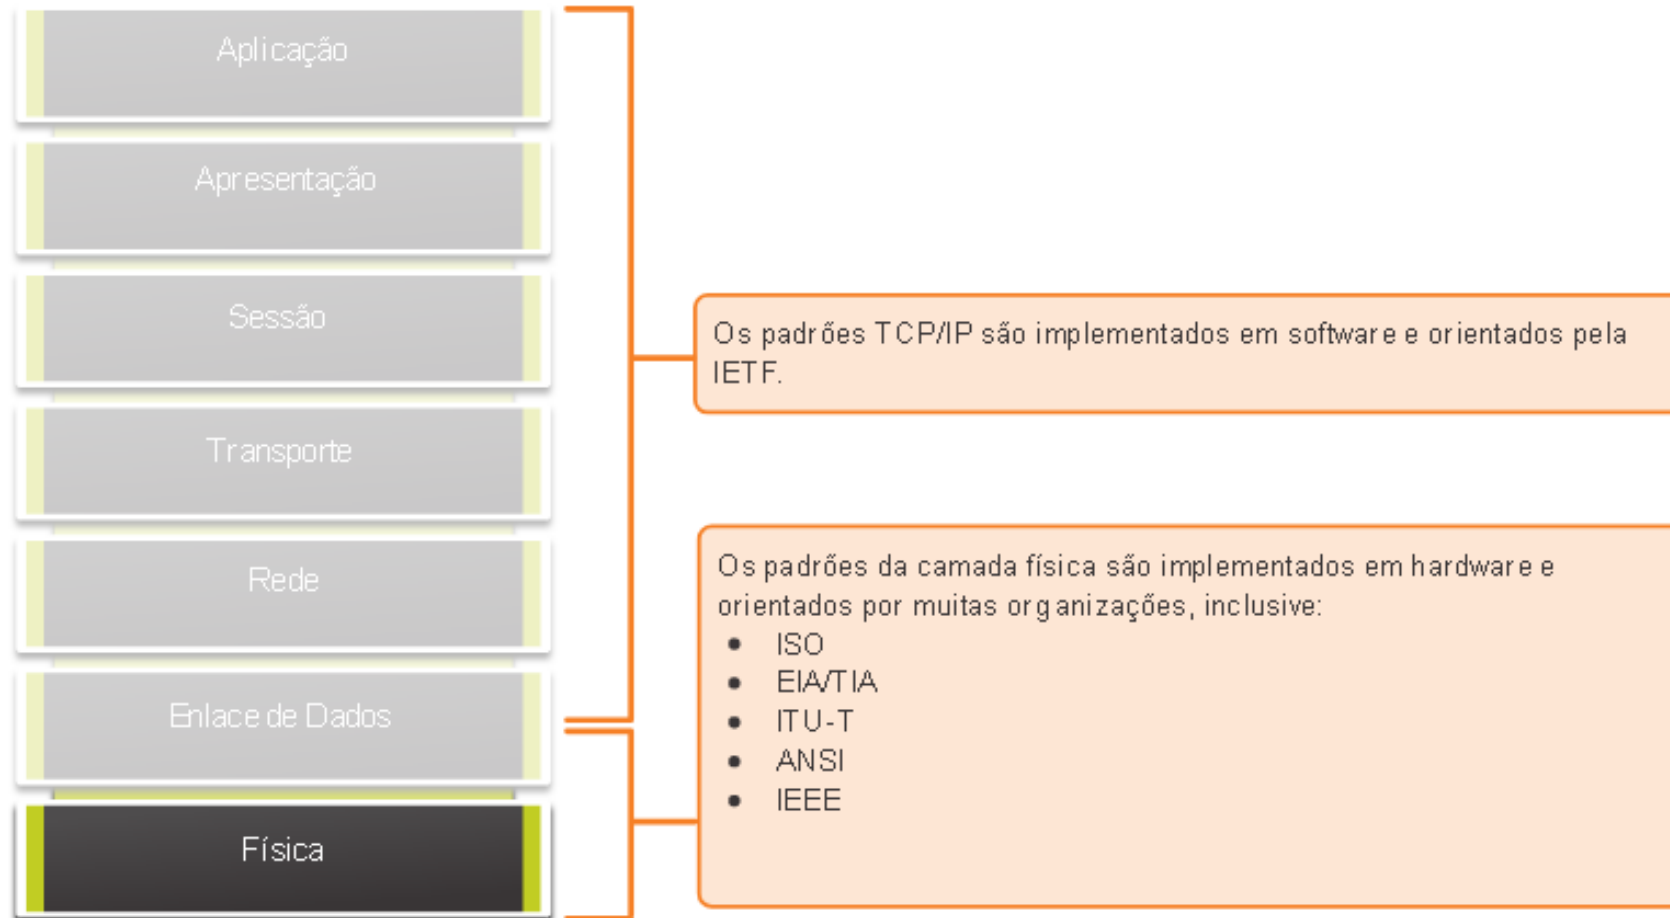 Aplicação
Apresentação
Sessão
Transporte
Rede
Enlace de Dados
Física
Os padrões TCP/IP são implementados em software e orientados pela
IETF.
Os padrões da camada física são implementados em hardware e
orientados por muitas organizações, inclusive:
• ISO
• EIA/TIA
• ITU-T
• ANSI
• IEEE